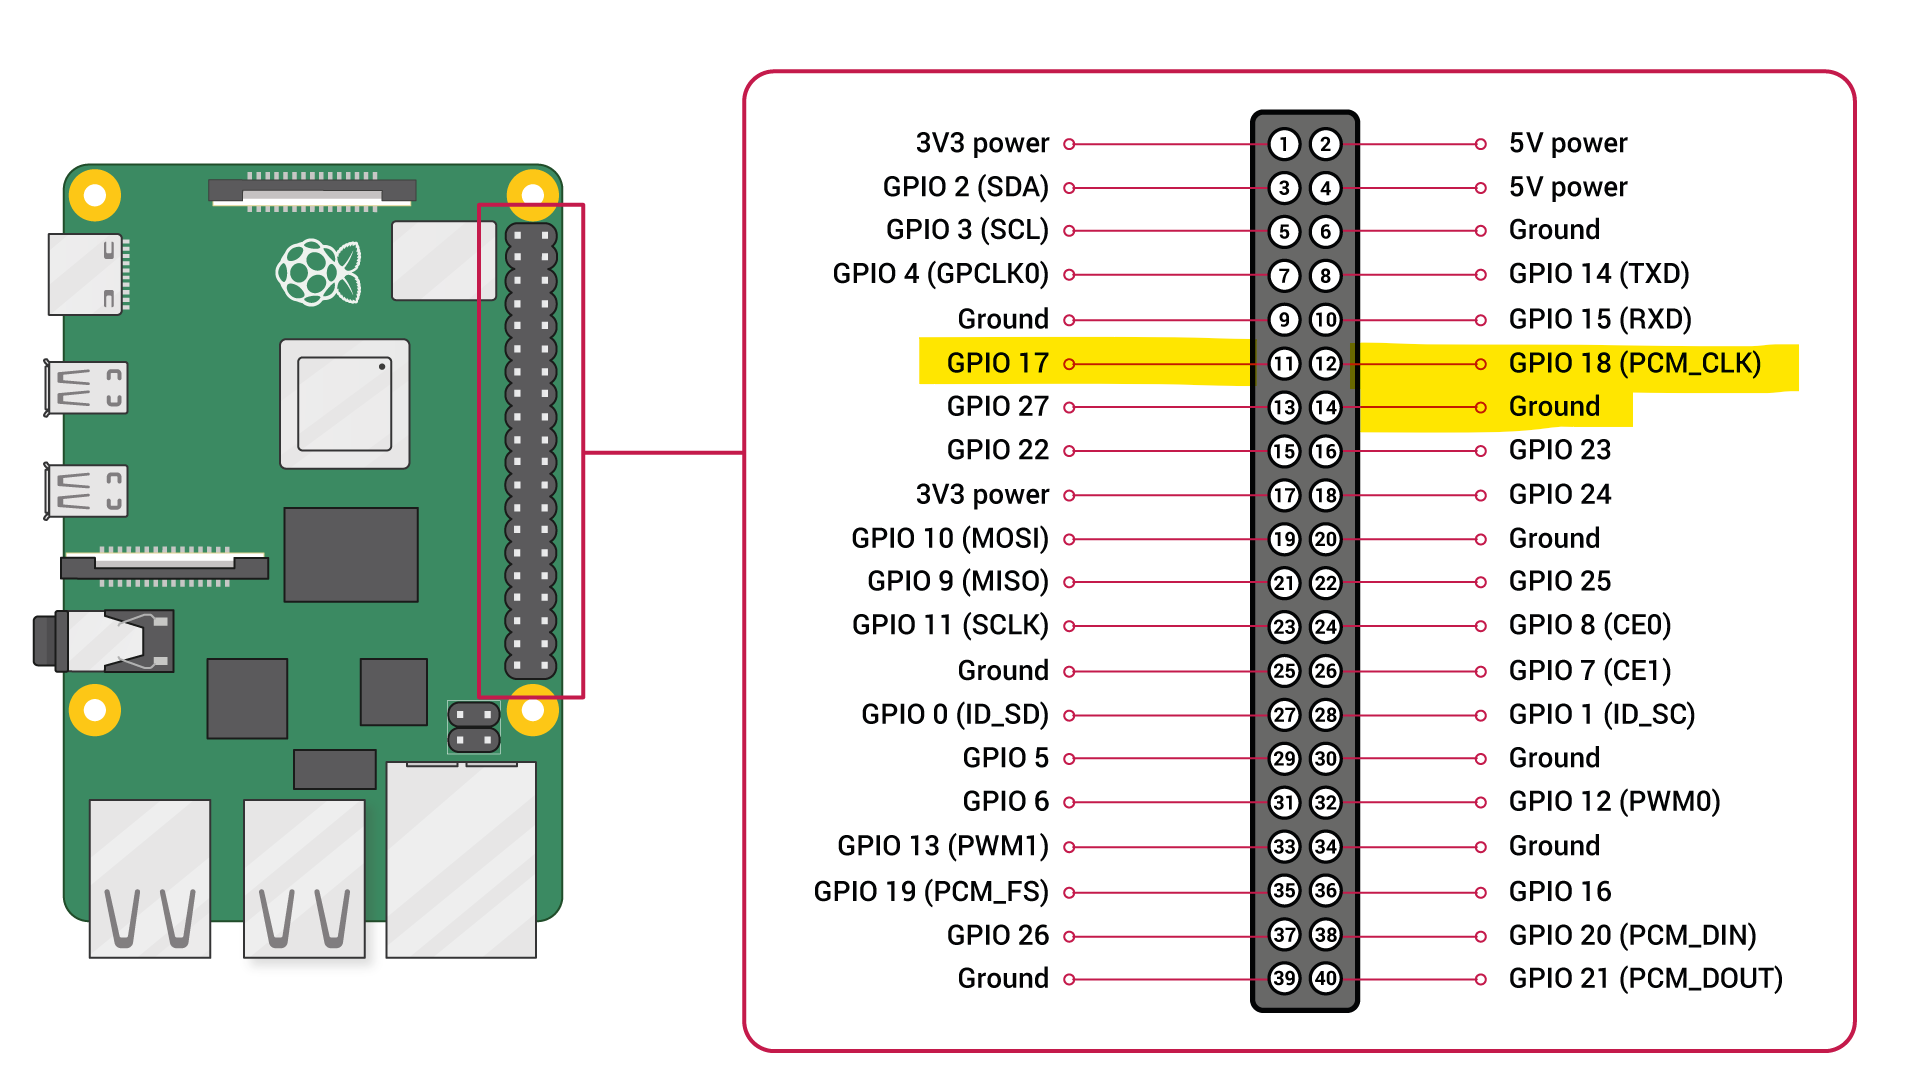 3V3 power 1 2 5V power
GPIO 2 (SDA) 3 4 5V power
GPIO 3 (SCL) 5 6 Ground
GPIO 4 (GPCLK0) 7 8 GPIO 14 (TXD)
Ground 9 10 GPIO 15 (RXD)
GPIO 17 11 12 GPIO 18 (PCM_CLK)
GPIO 27 13 14 Ground
GPIO 22 15 16 GPIO 23
3V3 power 17 18 GPIO 24
GPIO 10 (MOSI) 19 20 Ground
GPIO 9 (MISO) 21 22 GPIO 25
GPIO 11 (SCLK) 23 24 GPIO 8 (CE0)
Ground 25 26 GPIO 7 (CE1)
GPIO 0 (ID_SD) 27 28 GPIO 1 (ID_SC)
GPIO 5 29 30 Ground
GPIO 6 31 32 GPIO 12 (PWM0)
GPIO 13 (PWM1) 33 34 Ground
GPIO 19 (PCM_FS) 35 36 GPIO 16
GPIO 26 37 38 GPIO 20 (PCM_DIN)
Ground 39 40 GPIO 21 (PCM_DOUT)